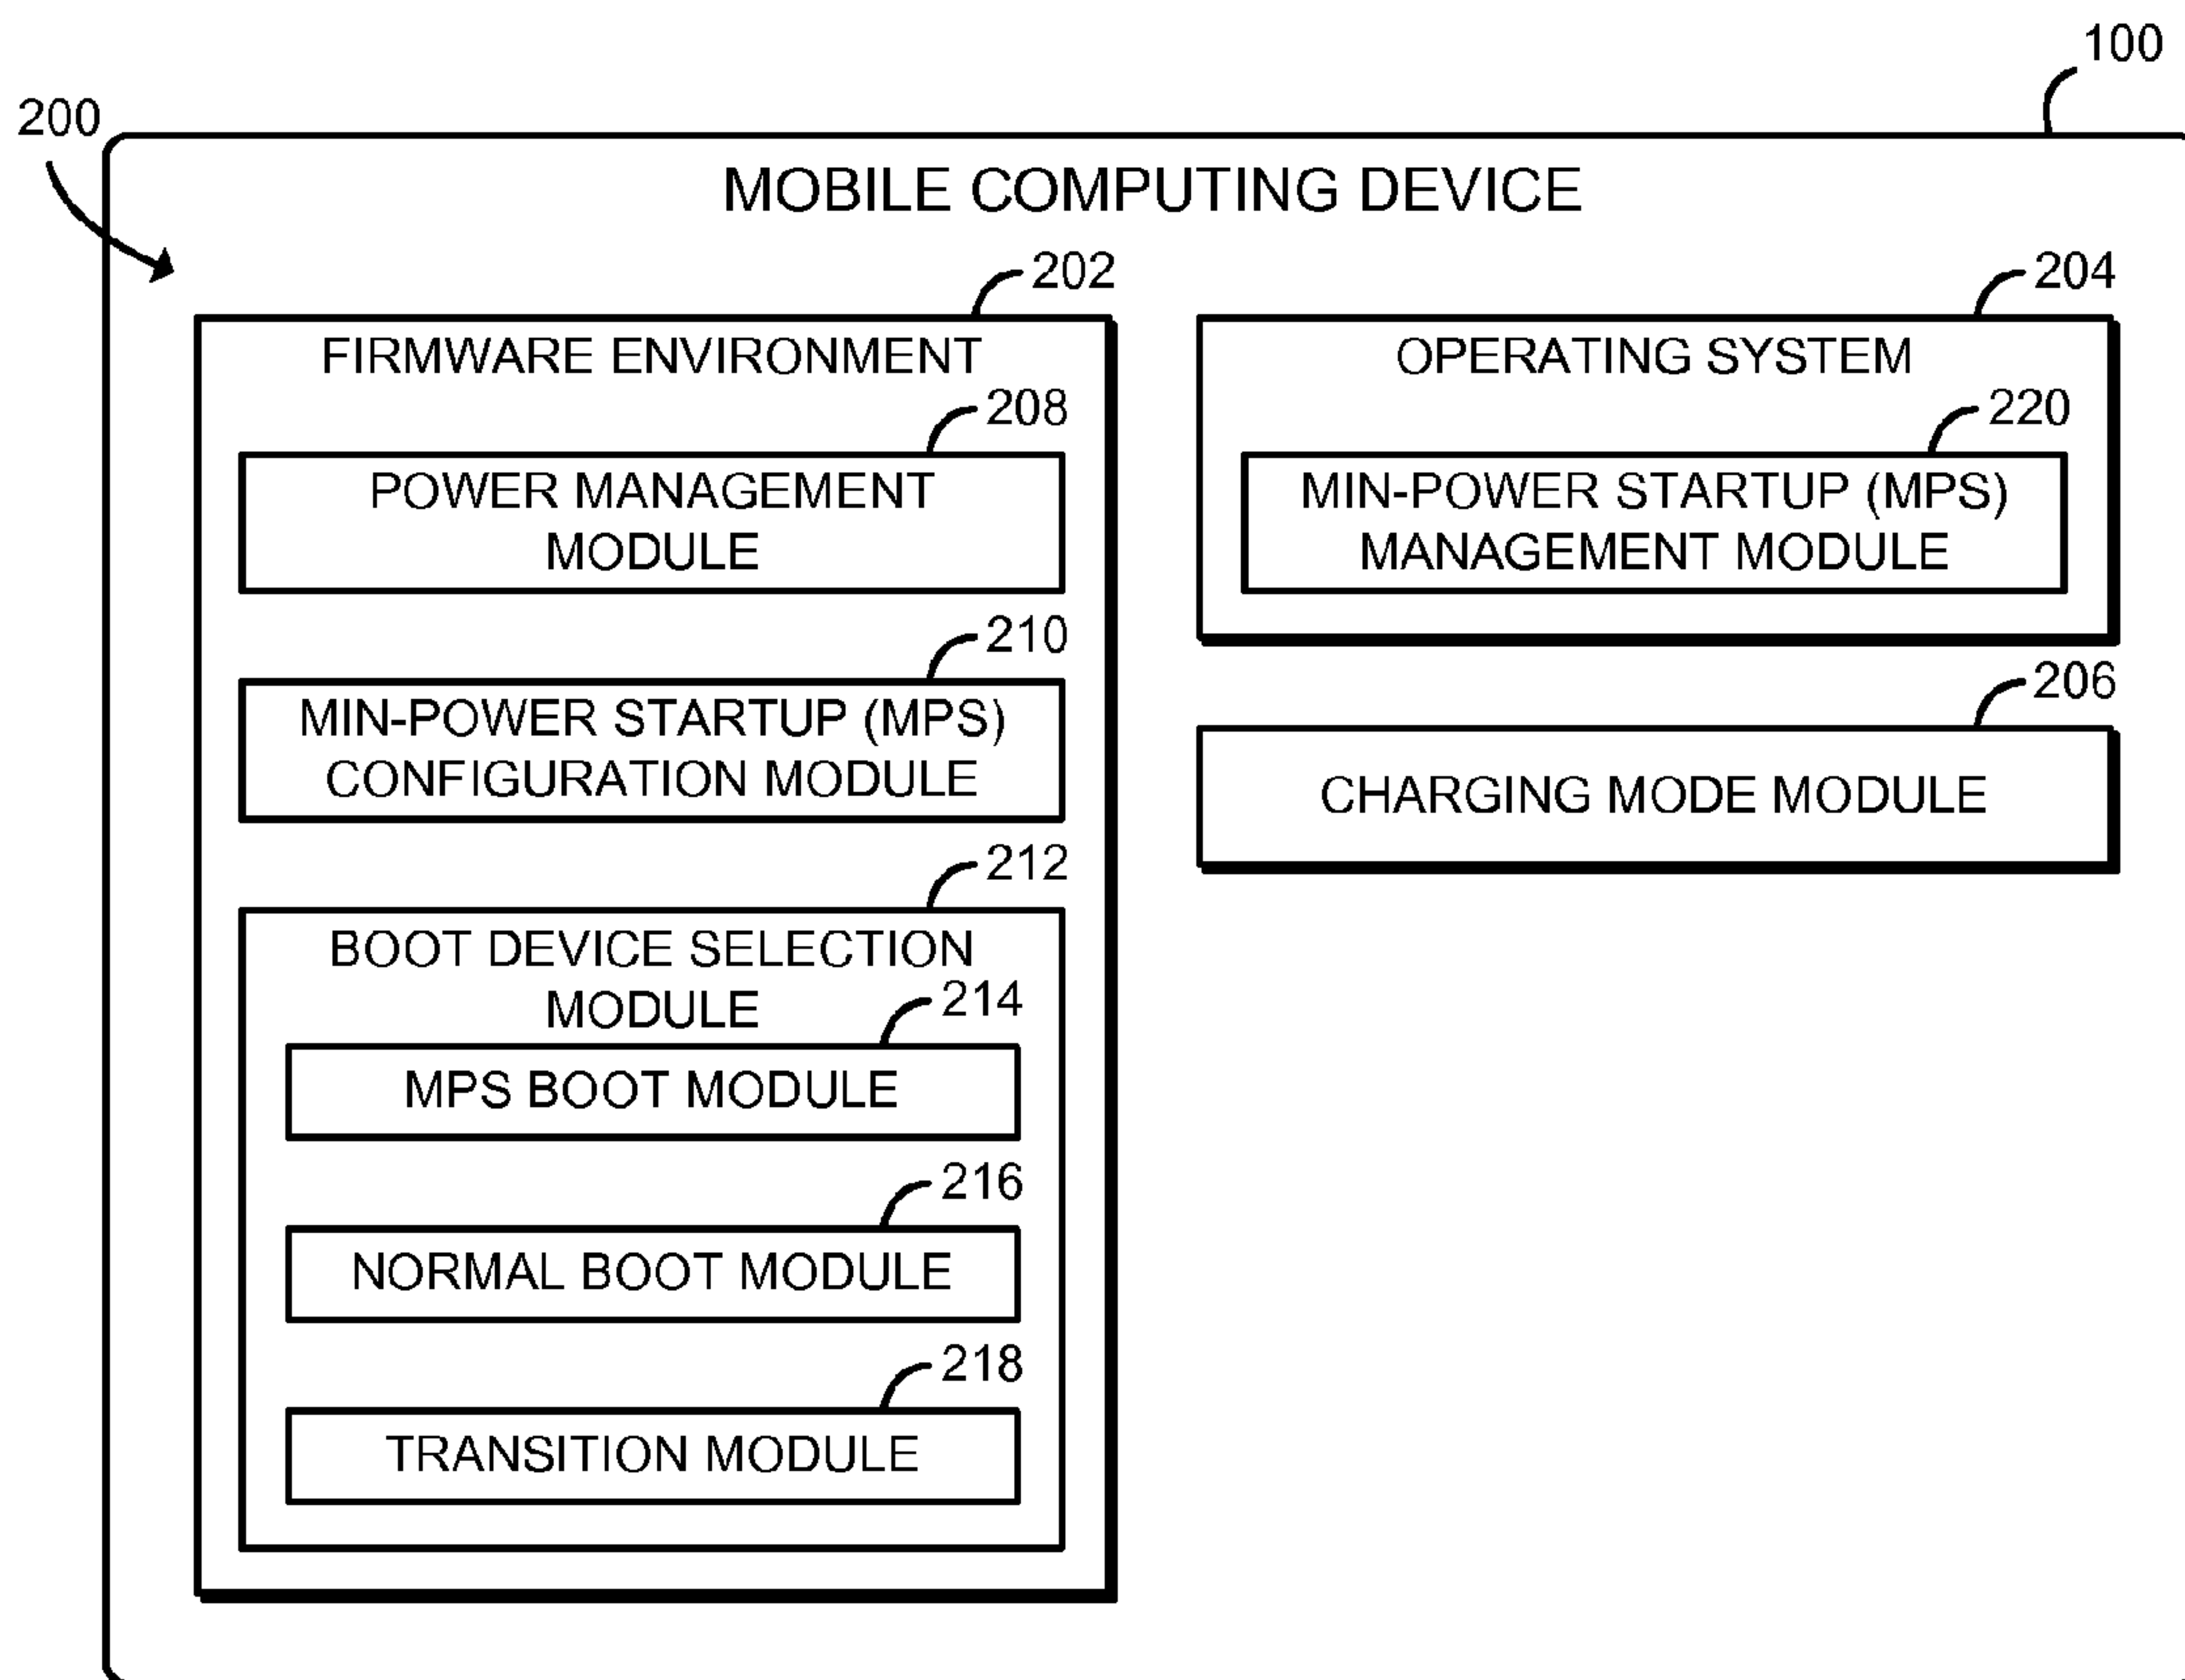 100
200
MOBILE COMPUTING DEVICE
202
FIRMWARE ENVIRONMENT
208
POWER MANAGEMENT
MODULE
210
MIN-POWER STARTUP (MPS)
CONFIGURATION MODULE
212
BOOT DEVICE SELECTION
MODULE
214
MPS BOOT MODULE
216
NORMAL BOOT MODULE
218
TRANSITION MODULE
204
OPERATING SYSTEM
220
MIN-POWER STARTUP (MPS)
MANAGEMENT MODULE
206
CHARGING MODE MODULE